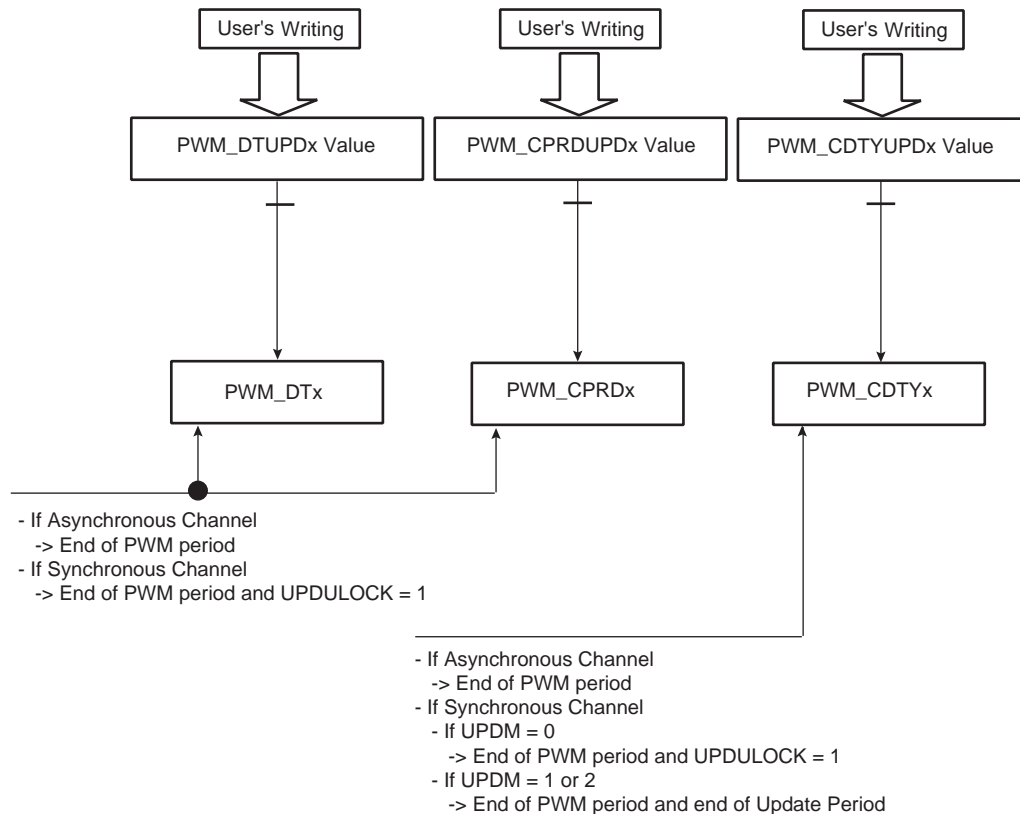 User's Writing
User's Writing
User's Writing
PWM_DTUPDx Value
PWM_CPRDUPDx Value
PWM_CDTYUPDx Value
PWM_DTx
PWM_CPRDx
PWM_CDTYx
- If Asynchronous Channel
-> End of PWM period
- If Synchronous Channel
-> End of PWM period and UPDULOCK = 1
- If Asynchronous Channel
-> End of PWM period
- If Synchronous Channel
- If UPDM = 0
-> End of PWM period and UPDULOCK = 1
- If UPDM = 1 or 2
-> End of PWM period and end of Update Period